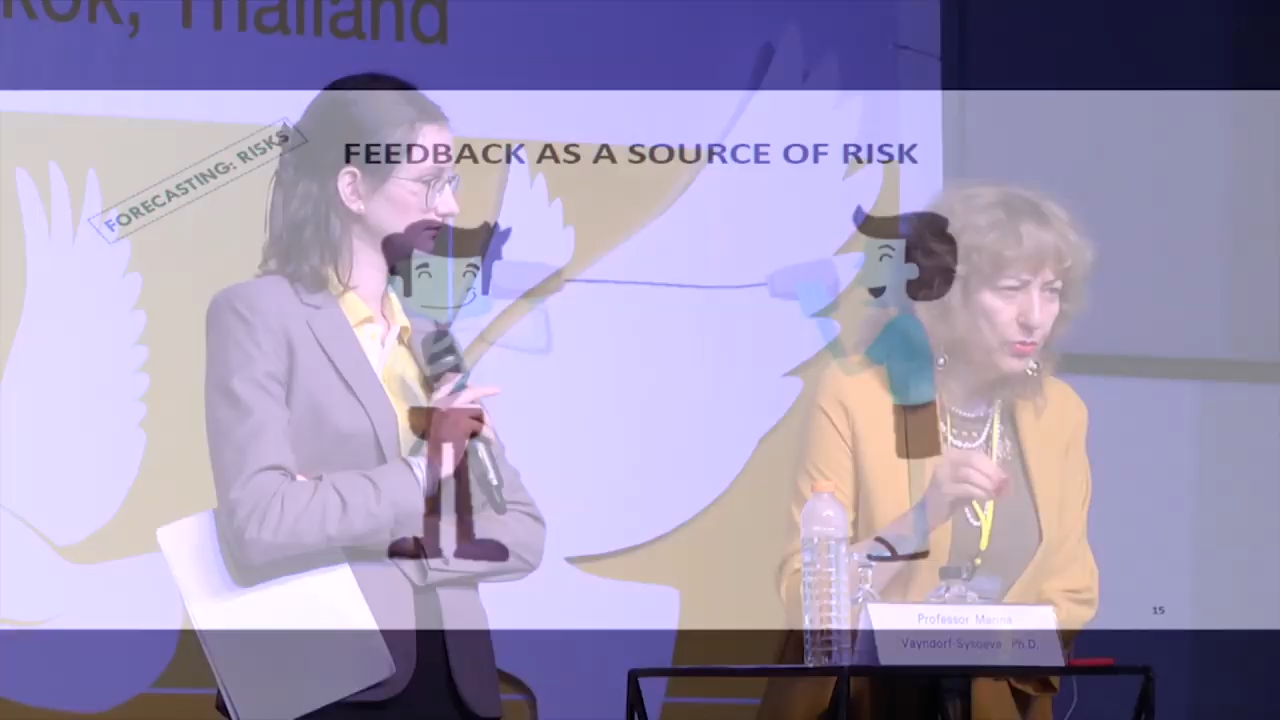 kok, Thailand
FORECASTING: RISKS
FEEDBACK AS A SOURCE OF RISK
15
Professor Marina
Vayndorf-Sysoeva, Ph.D.